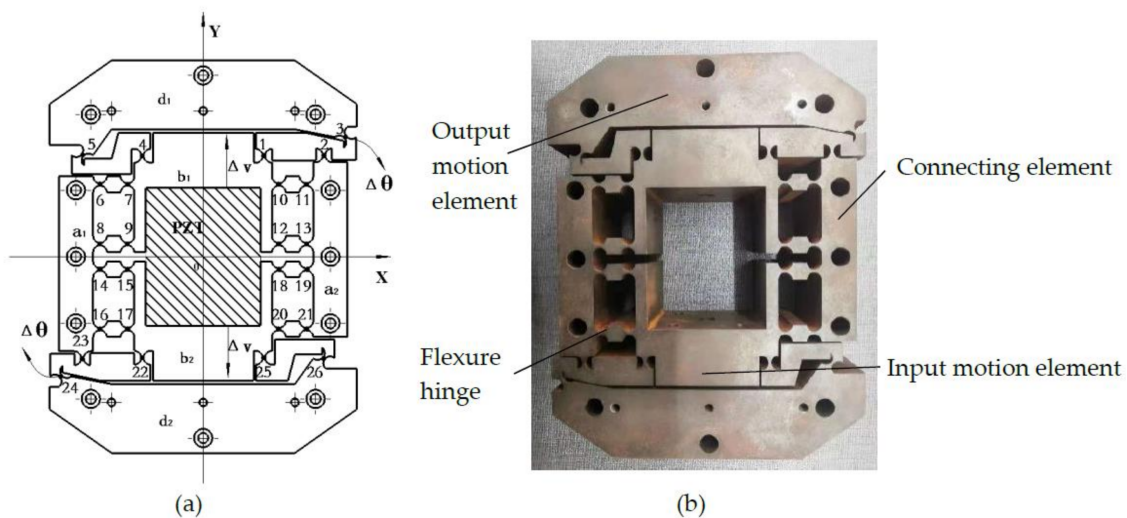 Y
d₁
5
4
1
2
3
Δ v
Δ θ
b₁
6
7
10
11
a₁
8
9
PZT
12
13
0
X
14
15
18
19
a₂
16
17
20
21
Δ θ
23
b₂
Δ v
24
22
25
26
d₂
(a)
Output
motion
element
Connecting element
Flexure
hinge
Input motion element
(b)